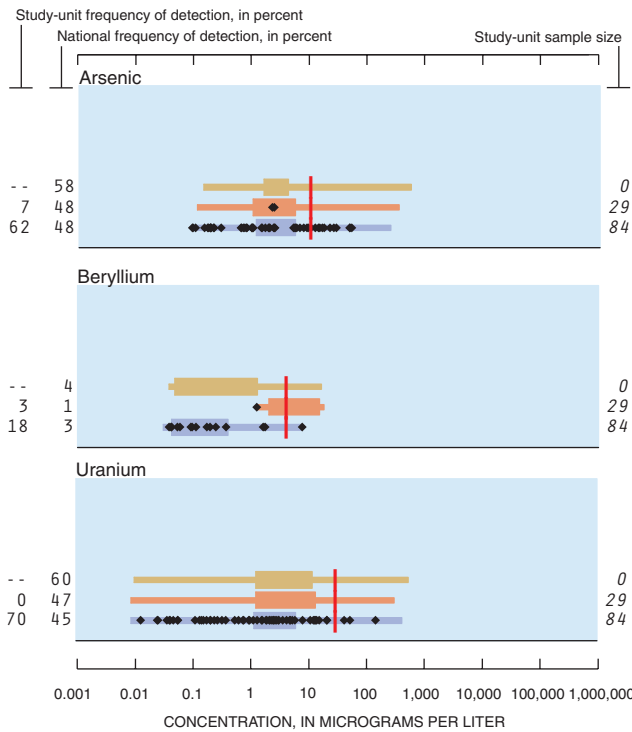 Study-unit frequency of detection, in percent
National frequency of detection, in percent
Study-unit sample size
Arsenic
-- 58 0
7 48 29
62 48 84
Beryllium
-- 4 0
3 1 29
18 3 84
Uranium
-- 60 0
0 47 29
70 45 84
0.001 0.01 0.1 1 10 100 1,000 10,000 100,000 1,000,000
CONCENTRATION, IN MICROGRAMS PER LITER